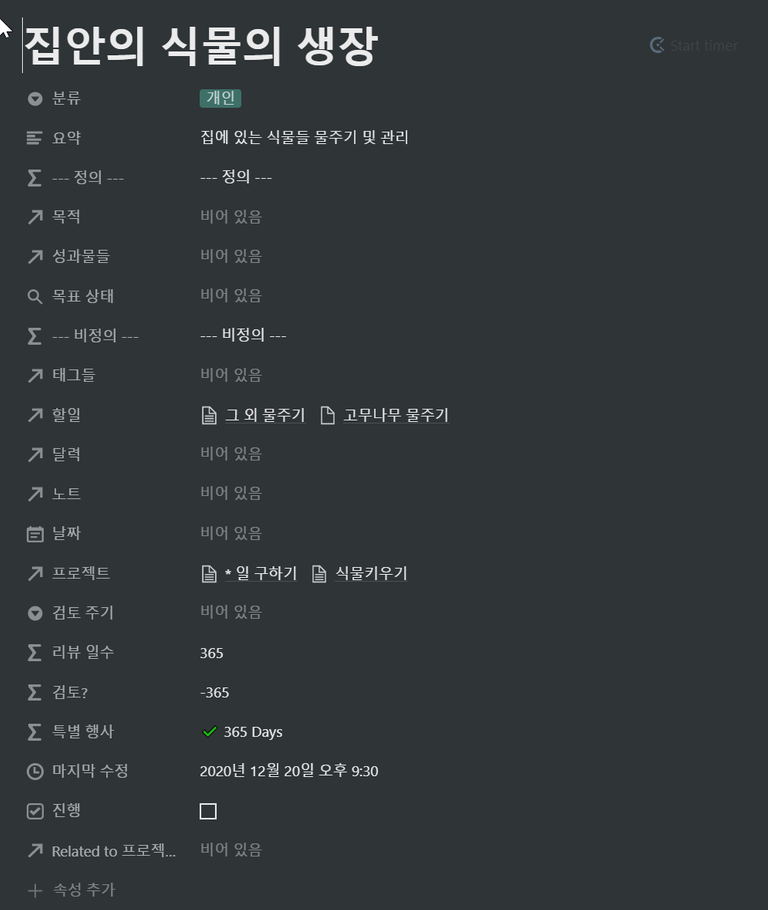 집안의 식물의 생장
Start timer
분류 개인
요약 집에 있는 식물들 물주기 및 관리
--- 정의 --- --- 정의 ---
목적 비어 있음
성과물들 비어 있음
목표 상태 비어 있음
--- 비정의 --- --- 비정의 ---
태그들 비어 있음
할일 그 외 물주기 고무나무 물주기
달력 비어 있음
노트 비어 있음
날짜 비어 있음
프로젝트 * 일 구하기 식물키우기
검토 주기 비어 있음
리뷰 일수 365
검토? -365
특별 행사 365 Days
마지막 수정 2020년 12월 20일 오후 9:30
진행
Related to 프로젝... 비어 있음
속성 추가